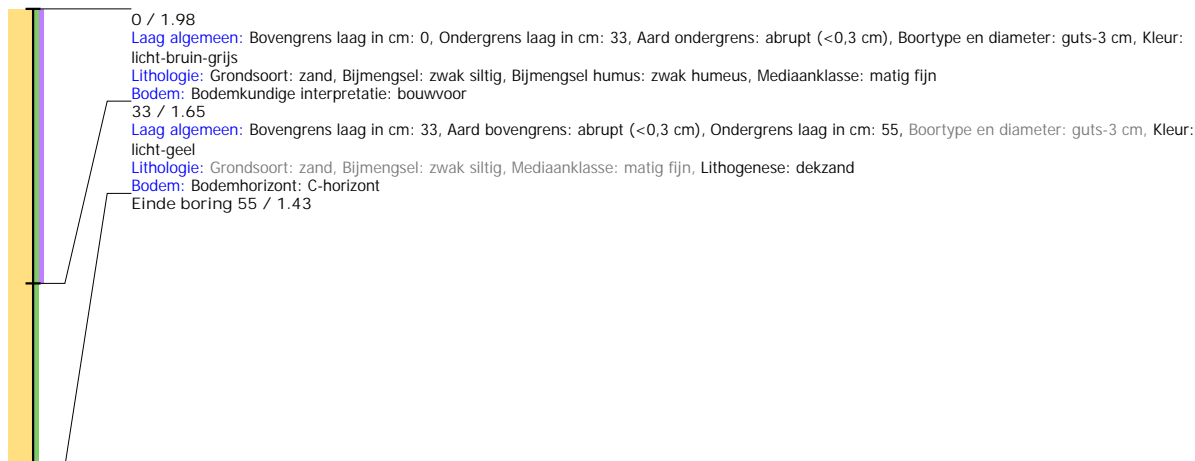 0 / 1.98
Laag algemeen: Bovengrens laag in cm: 0, Ondergrens laag in cm: 33, Aard ondergrens: abrupt (<0,3 cm), Boortype en diameter: guts-3 cm, Kleur:
licht-bruin-grijs
Lithologie: Grondsoort: zand, Bijmengsel: zwak siltig, Bijmengsel humus: zwak humeus, Mediaanklasse: matig fijn
Bodem: Bodemkundige interpretatie: bouwvoor
33 / 1.65
Laag algemeen: Bovengrens laag in cm: 33, Aard bovengrens: abrupt (<0,3 cm), Ondergrens laag in cm: 55, Boortype en diameter: guts-3 cm, Kleur:
licht-geel
Lithologie: Grondsoort: zand, Bijmengsel: zwak siltig, Mediaanklasse: matig fijn, Lithogenese: dekzand
Bodem: Bodemhorizont: C-horizont
Einde boring 55 / 1.43